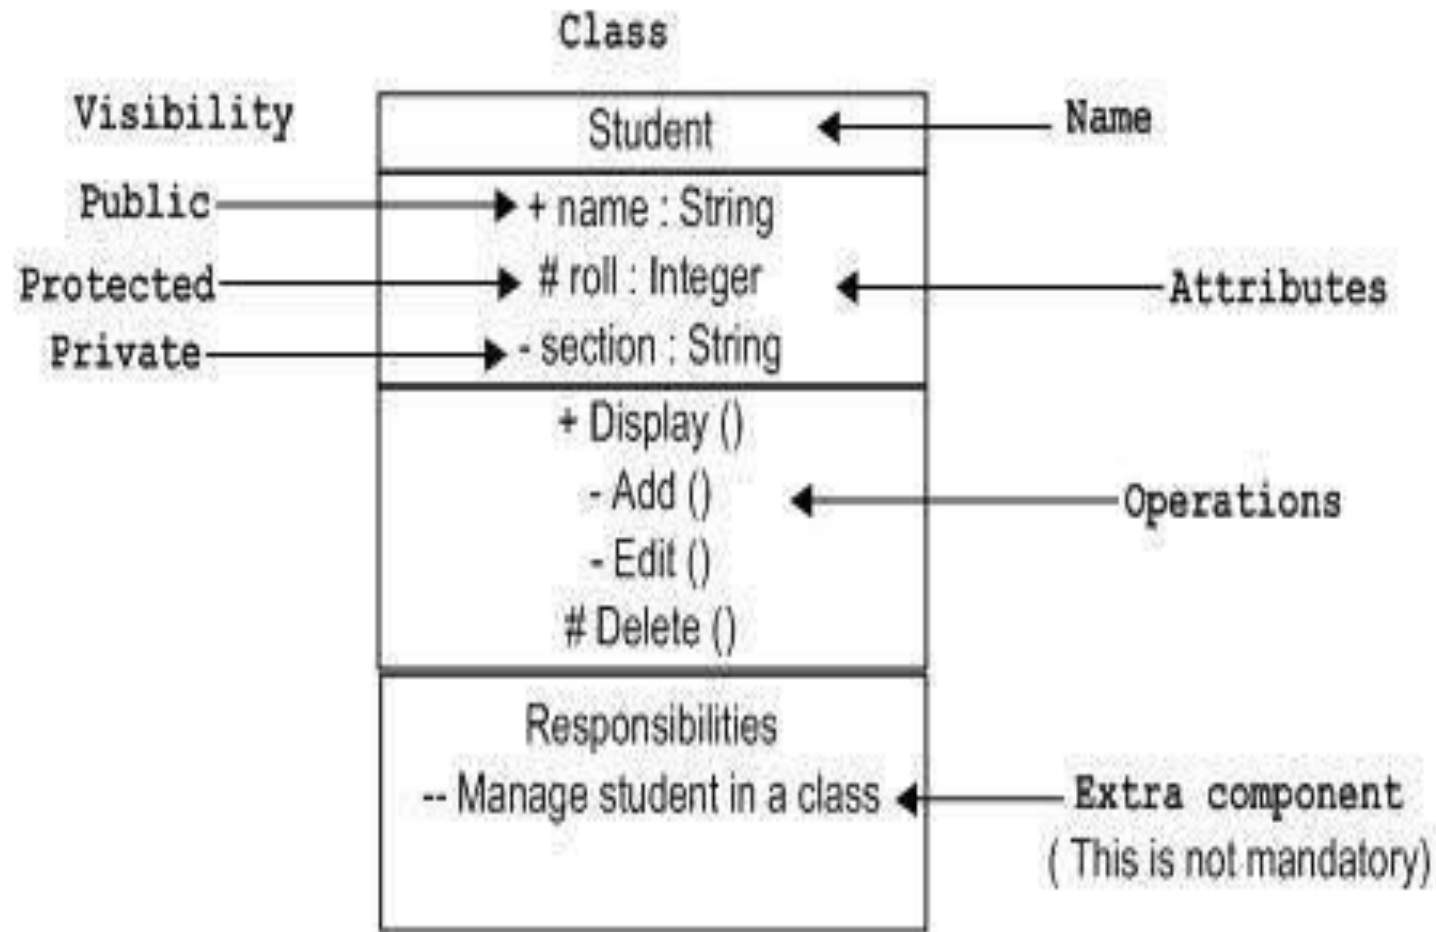 Class
Visibility
Student
Name
Public
+ name : String
Protected
# roll : Integer
Attributes
Private
- section : String
+ Display ()
- Add ()
Operations
- Edit ()
# Delete ()
Responsibilities
-- Manage student in a class
Extra component
( This is not mandatory)